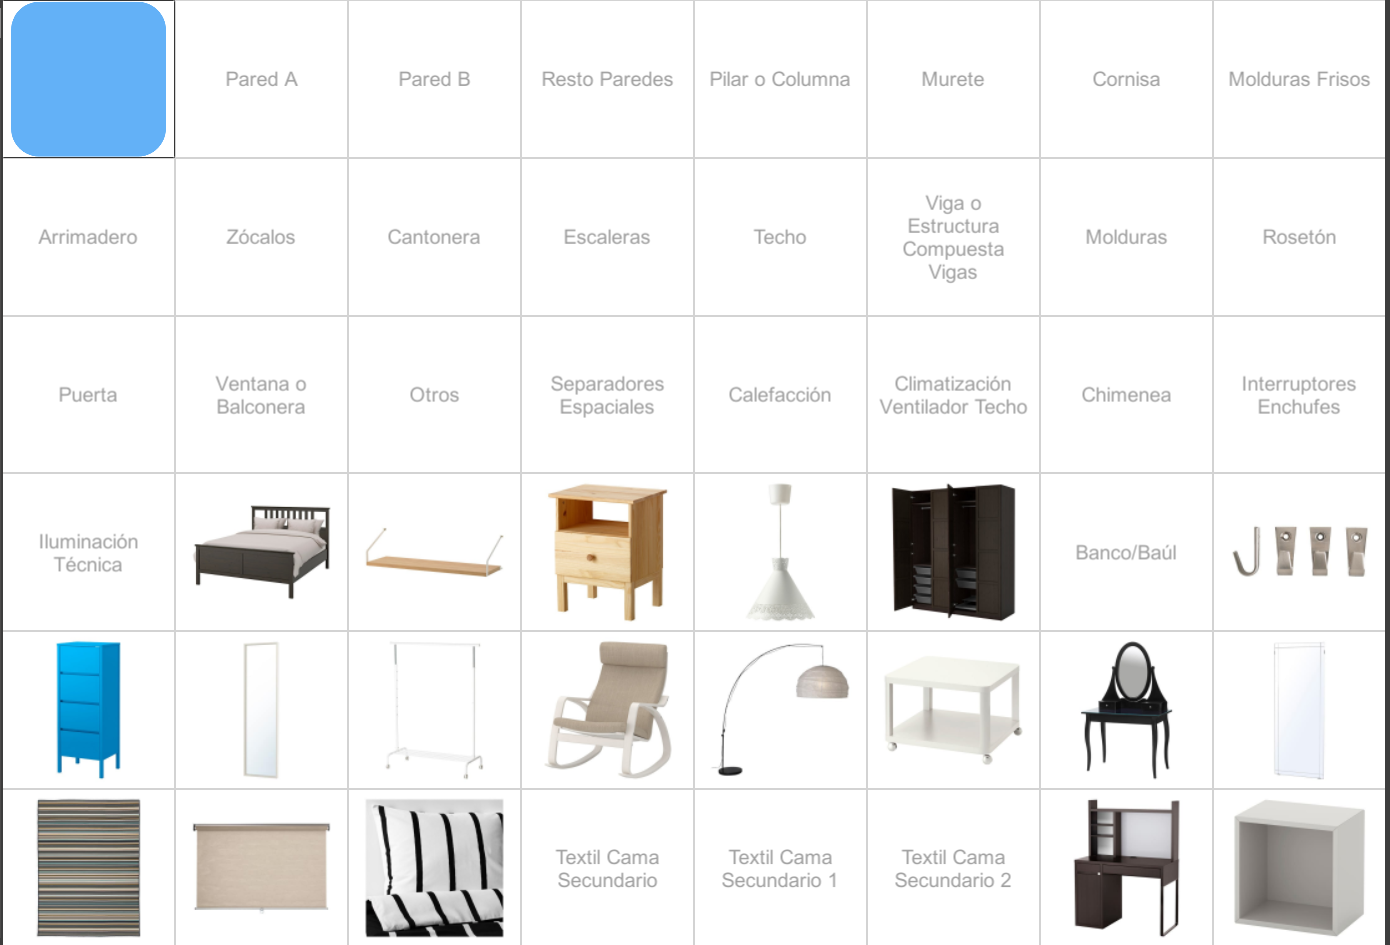 Pared A
Pared B
Resto Paredes
Pilar o Columna
Murete
Cornisa
Molduras Frisos
Arrimadero
Zócalos
Cantonera
Escaleras
Techo
Viga o
Estructura
Compuesta
Vigas
Molduras
Rosetón
Puerta
Ventana o
Balconera
Otros
Separadores
Espaciales
Calefacción
Climatización
Ventilador Techo
Chimenea
Interruptores
Enchufes
Iluminación
Técnica
Banco/Baúl
Textil Cama
Secundario
Textil Cama
Secundario 1
Textil Cama
Secundario 2